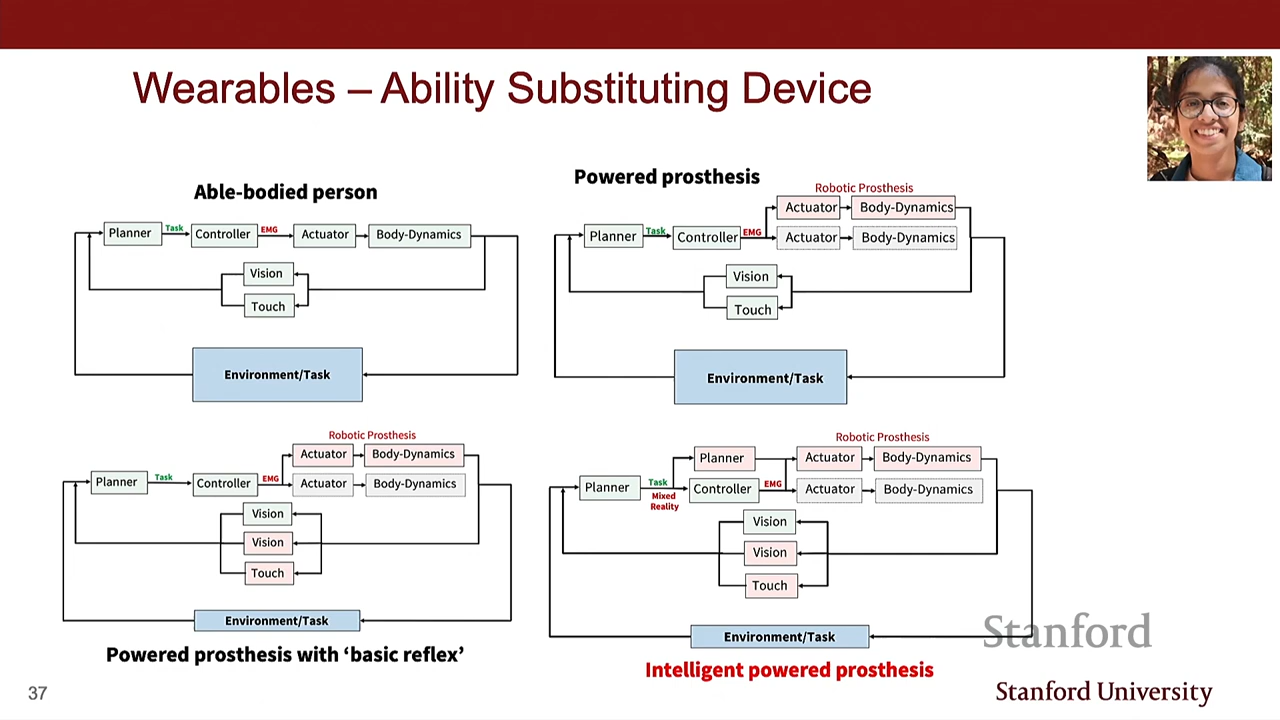 Wearables – Ability Substituting Device
Able-bodied person
Planner
Task
Controller
EMG
Actuator
Body-Dynamics
Vision
Touch
Environment/Task
Powered prosthesis
Robotic Prosthesis
Actuator
Body-Dynamics
Planner
Task
Controller
EMG
Actuator
Body-Dynamics
Vision
Touch
Environment/Task
Robotic Prosthesis
Actuator
Body-Dynamics
Planner
Task
Controller
EMG
Actuator
Body-Dynamics
Vision
Vision
Touch
Environment/Task
Powered prosthesis with ‘basic reflex’
Robotic Prosthesis
Planner
Actuator
Body-Dynamics
Planner
Task
Mixed
Reality
Controller
EMG
Actuator
Body-Dynamics
Vision
Vision
Touch
Environment/Task
Intelligent powered prosthesis
Stanford
Stanford University
37